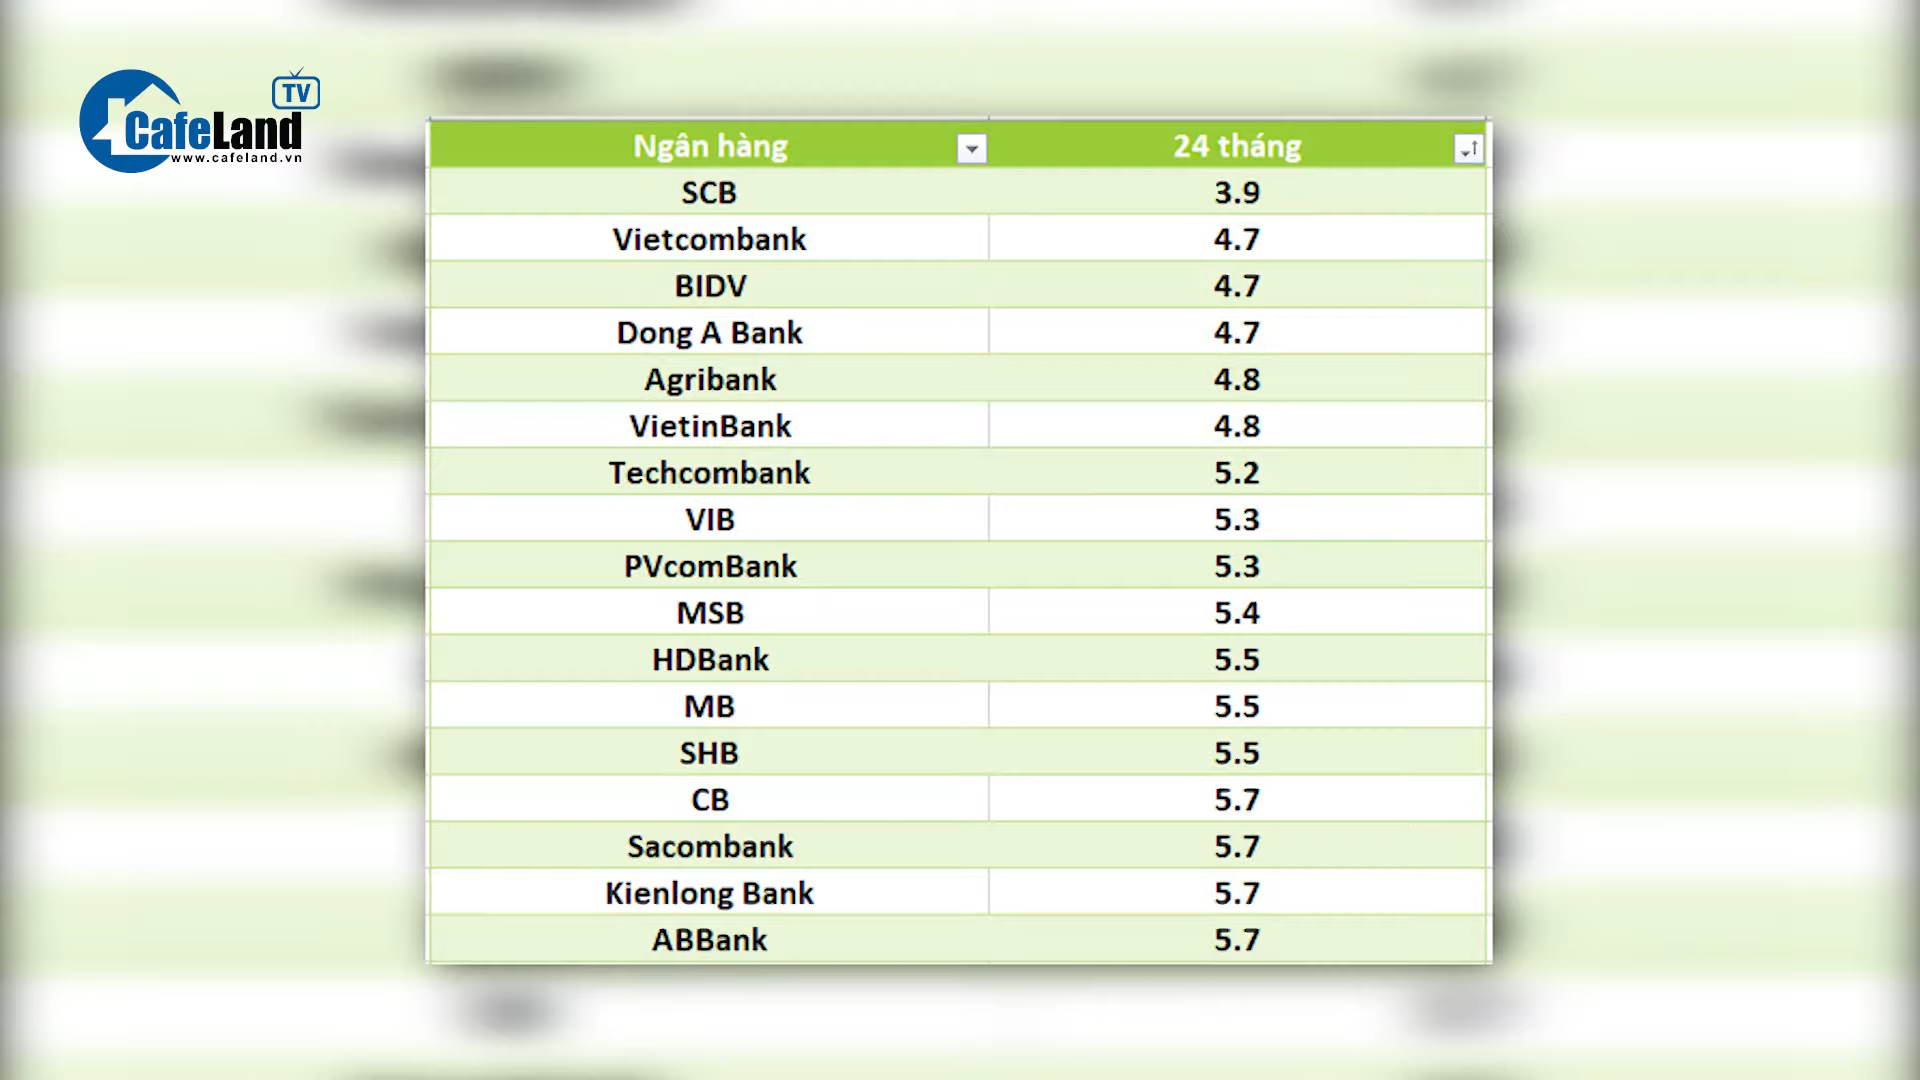 TV
CafeLand
www.cafeland.vn
Ngân hàng 24 tháng
SCB 3.9
Vietcombank 4.7
BIDV 4.7
Dong A Bank 4.7
Agribank 4.8
VietinBank 4.8
Techcombank 5.2
VIB 5.3
PVcomBank 5.3
MSB 5.4
HDBank 5.5
MB 5.5
SHB 5.5
CB 5.7
Sacombank 5.7
Kienlong Bank 5.7
ABBank 5.7